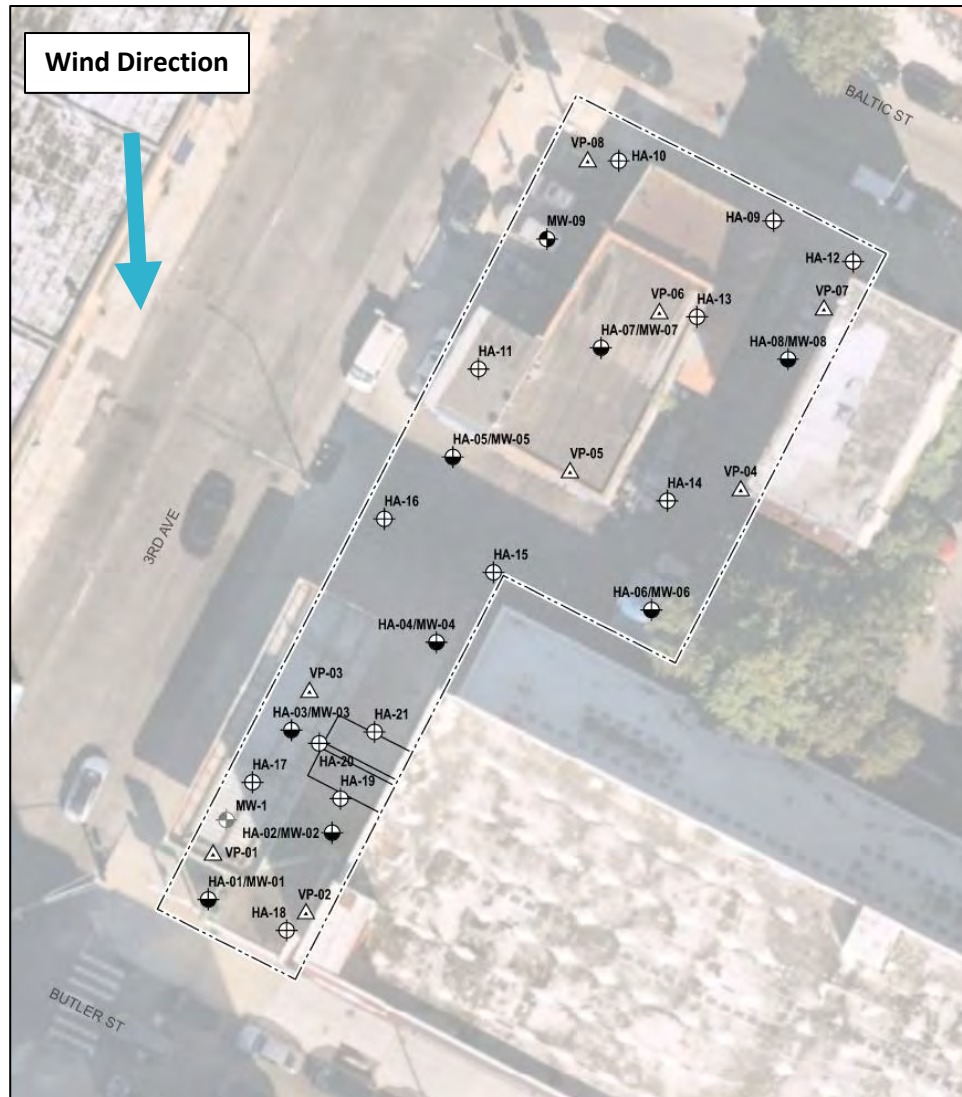 Wind Direction
BALTIC ST
VP-08
HA-10
HA-09
MW-09
HA-12
VP-07
VP-06
HA-13
HA-07/MW-07
HA-08/MW-08
HA-11
HA-05/MW-05
VP-05
VP-04
HA-14
HA-16
3RD AVE
HA-15
HA-06/MW-06
HA-04/MW-04
VP-03
HA-03/MW-03
HA-21
HA-20
HA-17
HA-19
MW-1
HA-02/MW-02
VP-01
HA-01/MW-01
VP-02
HA-18
BUTLER ST